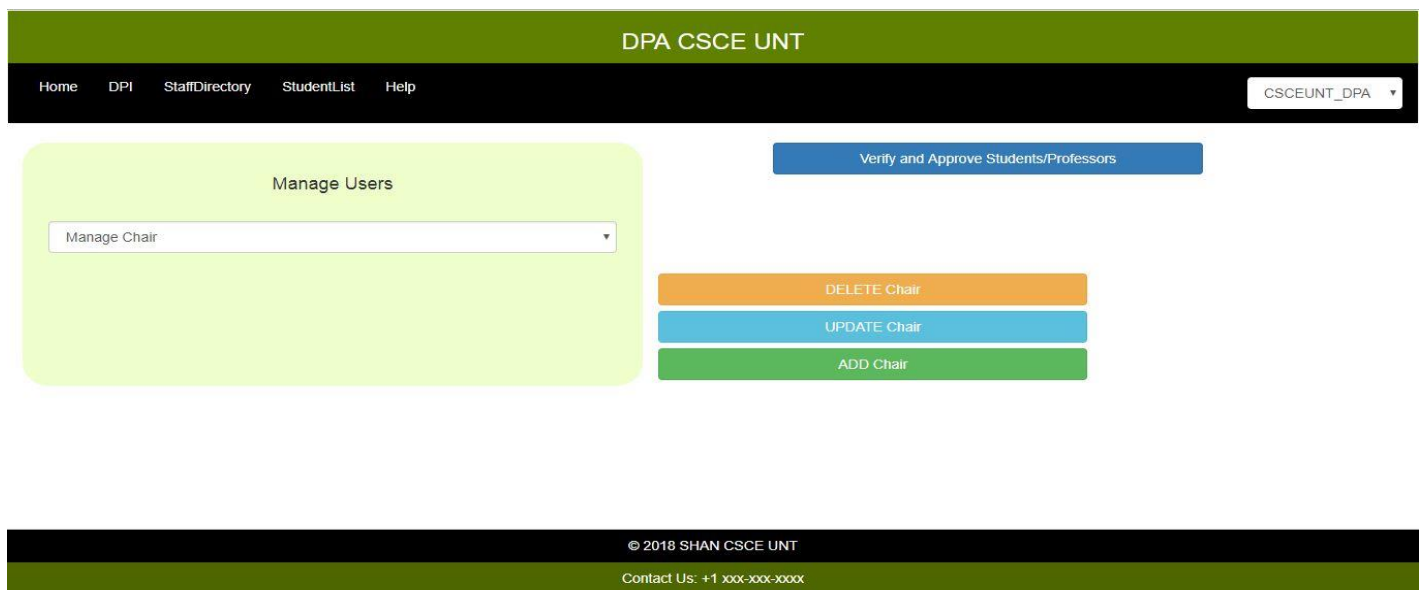 DPA CSCE UNT
Home DPI StaffDirectory StudentList Help CSCEUNT_DPA
Verify and Approve Students/Professors
Manage Users
Manage Chair
DELETE Chair
UPDATE Chair
ADD Chair
© 2018 SHAN CSCE UNT
Contact Us: +1 xxx-xxx-xxxx